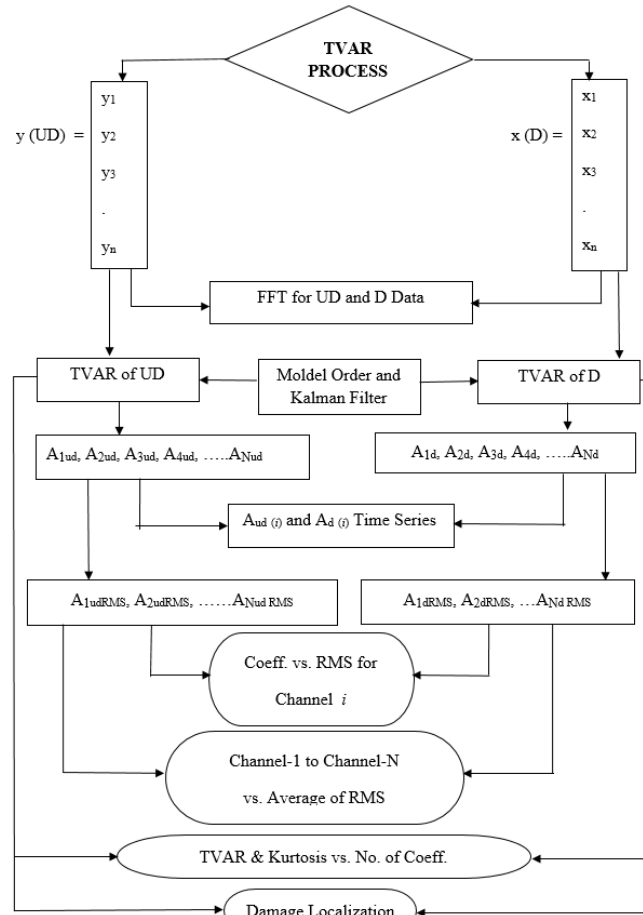 TVAR
PROCESS
y (UD) =
y1
y2
y3
.
yn
x (D) =
x1
x2
x3
.
xn
FFT for UD and D Data
TVAR of UD
Moldel Order and
Kalman Filter
TVAR of D
A1ud, A2ud, A3ud, A4ud, …..ANud
A1d, A2d, A3d, A4d, …..ANd
Aud (i) and Ad (i) Time Series
A1udRMS, A2udRMS, ……ANud RMS
A1dRMS, A2dRMS, …ANd RMS
Coeff. vs. RMS for
Channel i
Channel-1 to Channel-N
vs. Average of RMS
TVAR & Kurtosis vs. No. of Coeff.
Damage Localization